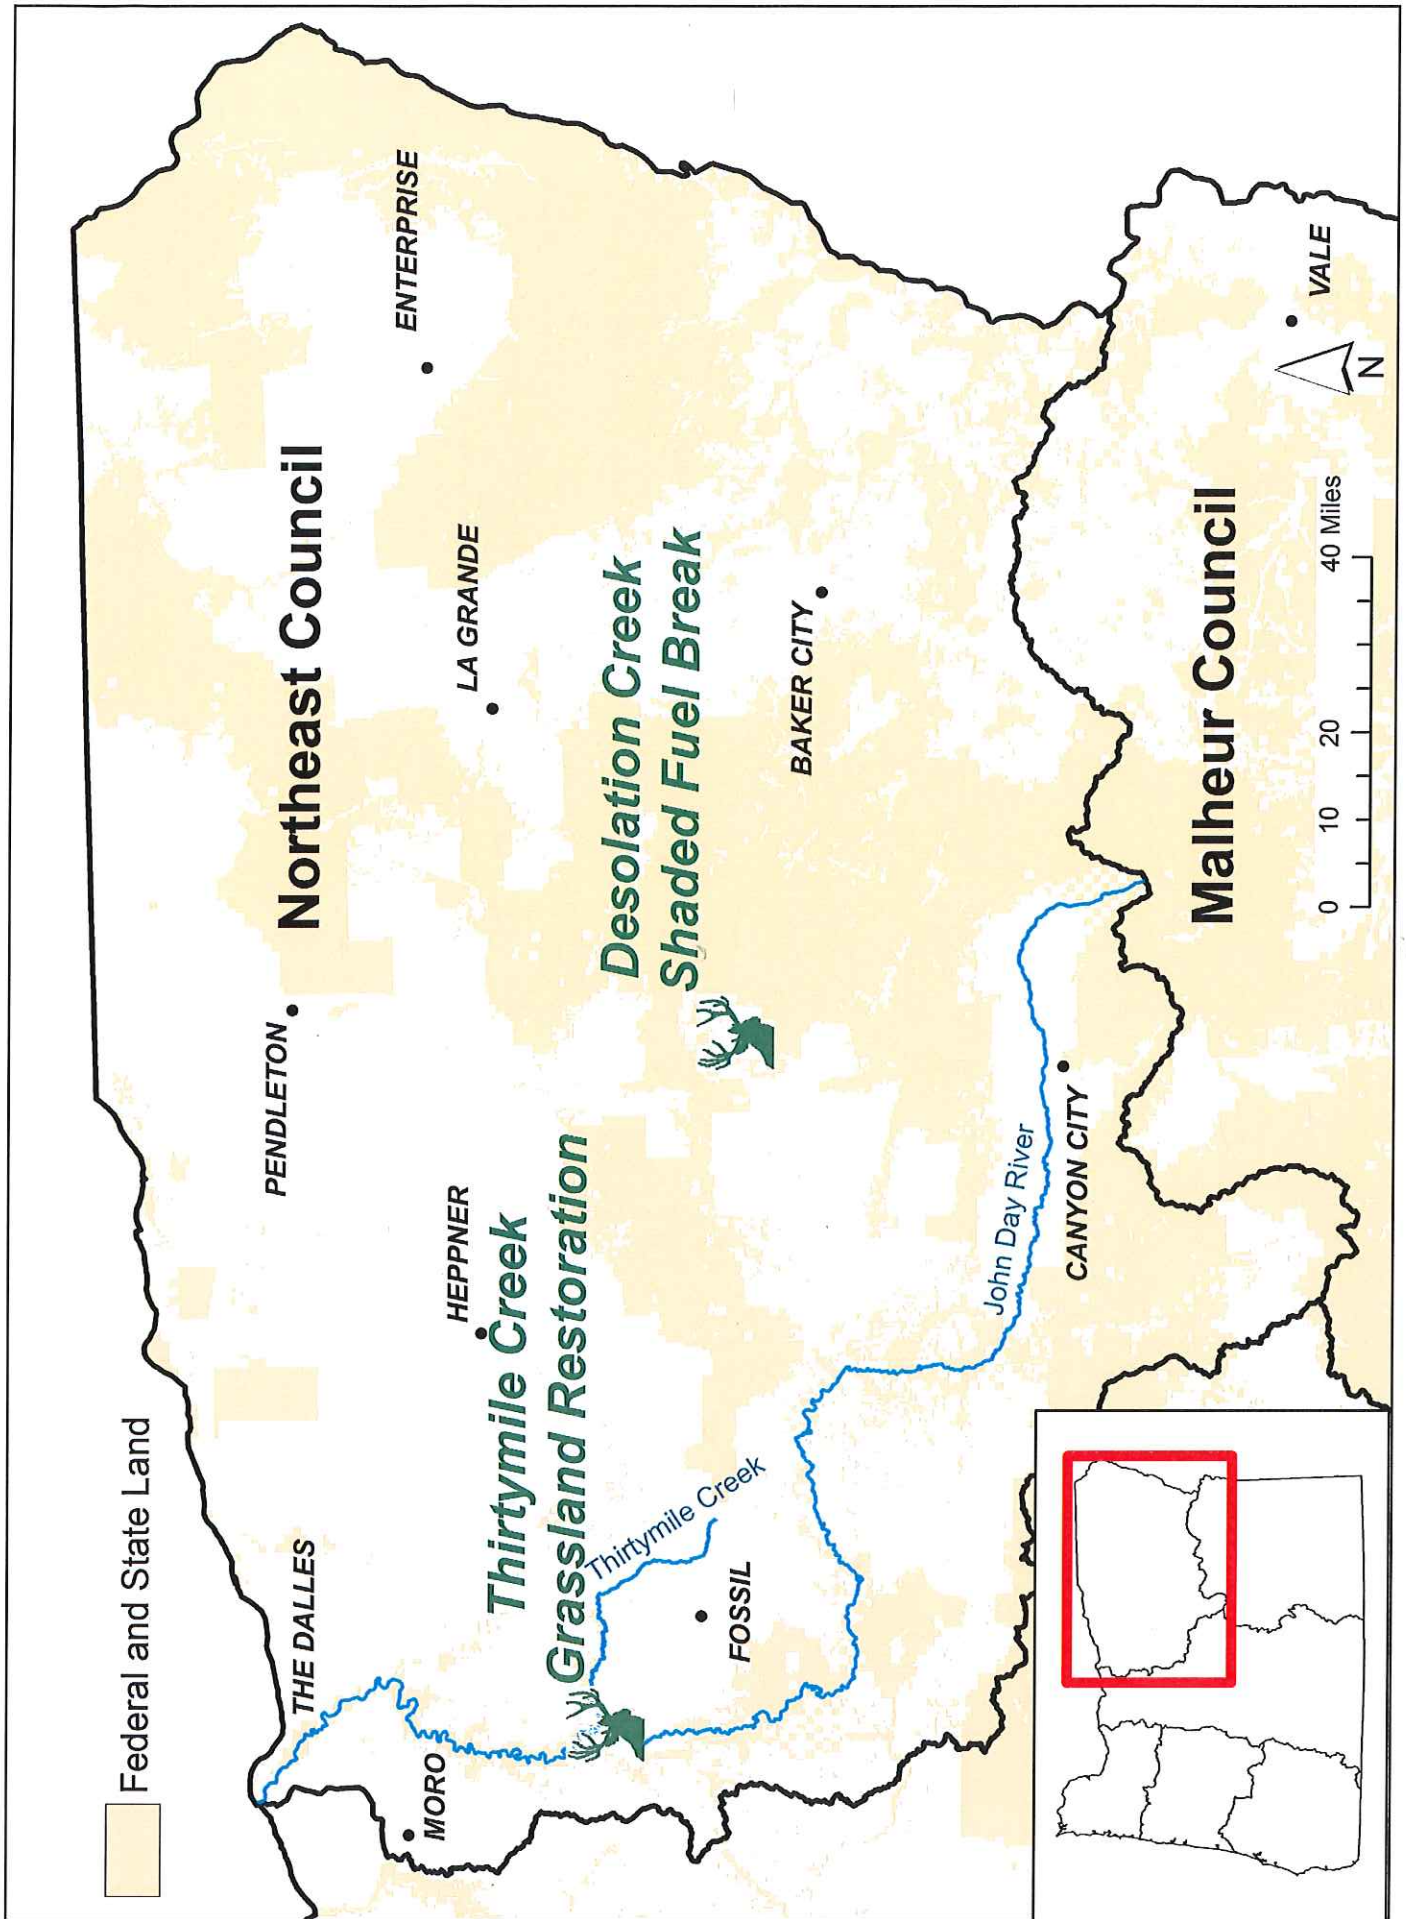 Federal and State Land
THE DALLES
MORO
PENDLETON
Northeast Council
ENTERPRISE
HEPPNER
LA GRANDE
Thirtymile Creek
Grassland Restoration
Thirtymile Creek
FOSSIL
Desolation Creek
Shaded Fuel Break
BAKER CITY
John Day River
CANYON CITY
Malheur Council
VALE
0 10 20 40 Miles
N